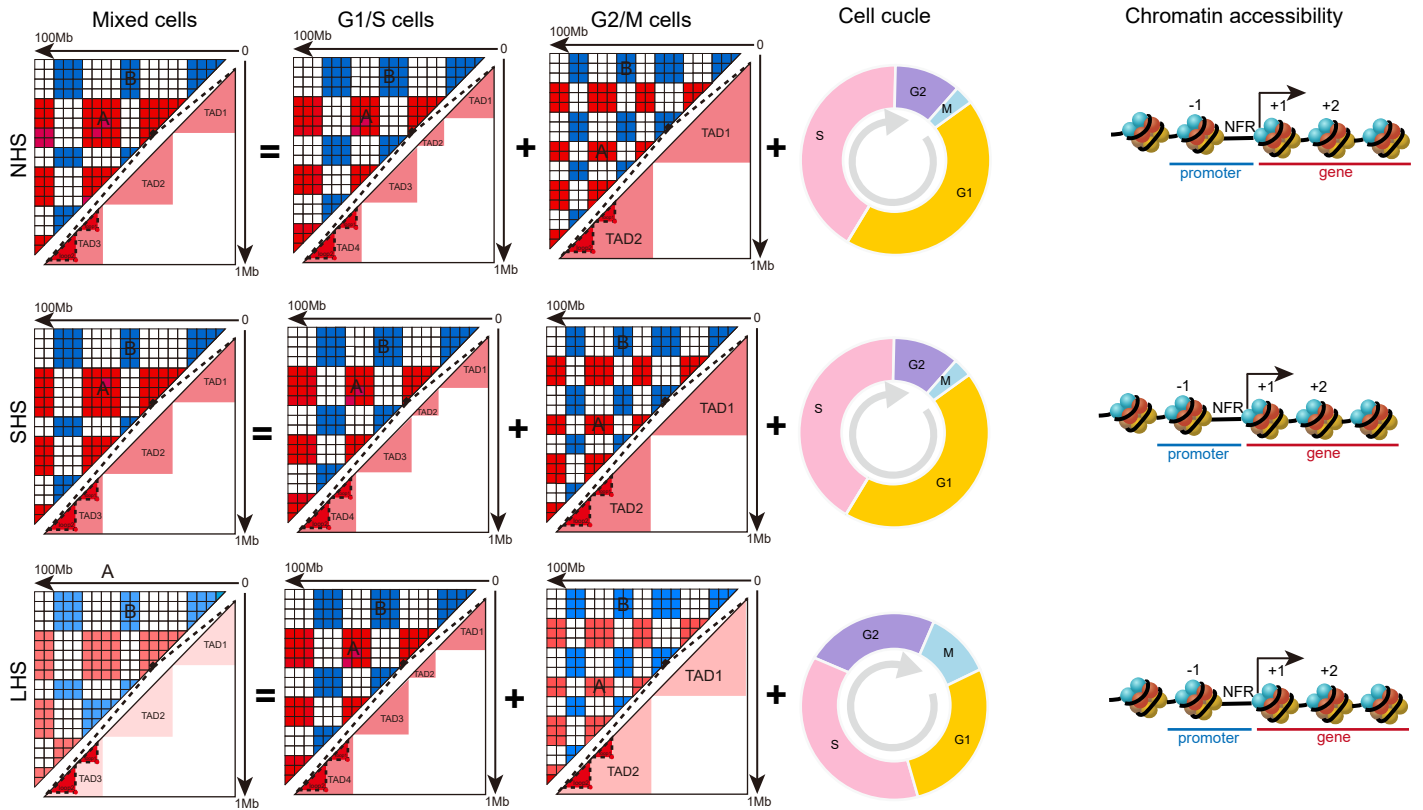 Mixed cells
G1/S cells
G2/M cells
Cell cucle
Chromatin accessibility
NHS
100Mb
0
B
A
TAD1
TAD2
TAD3
1Mb
=
100Mb
0
B
A
TAD1
TAD2
TAD3
TAD4
1Mb
+
100Mb
0
B
A
TAD1
TAD2
1Mb
+
G2
M
S
G1
-1
NFR
+1
+2
promoter
gene
SHS
100Mb
0
B
A
TAD1
TAD2
TAD3
1Mb
=
100Mb
0
B
A
TAD1
TAD2
TAD3
TAD4
1Mb
+
100Mb
0
B
A
TAD1
TAD2
1Mb
+
G2
M
S
G1
-1
NFR
+1
+2
promoter
gene
LHS
100Mb
A
0
B
TAD1
TAD2
TAD3
1Mb
=
100Mb
0
B
A
TAD1
TAD2
TAD3
TAD4
1Mb
+
100Mb
0
B
A
TAD1
TAD2
1Mb
+
G2
M
S
G1
-1
NFR
+1
+2
promoter
gene